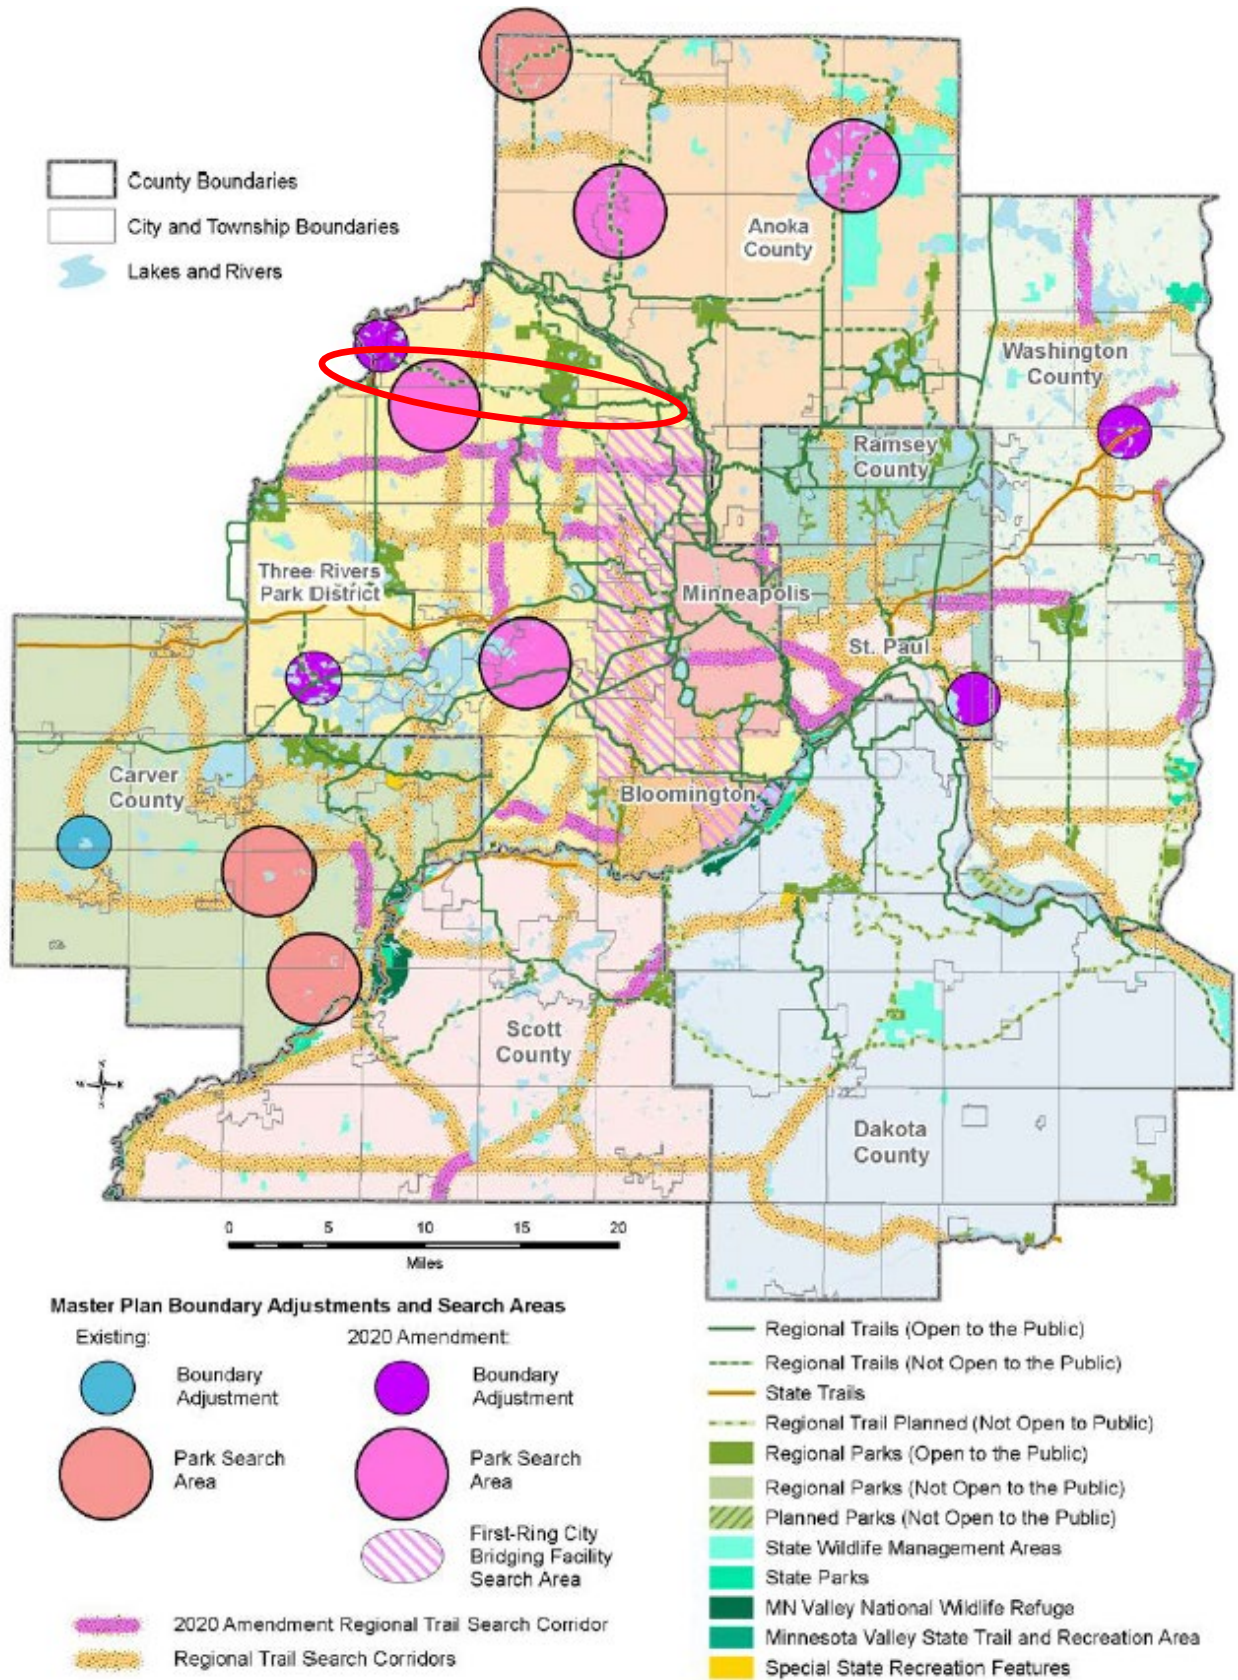 County Boundaries
City and Township Boundaries
Lakes and Rivers
Anoka
County
Washington
County
Ramsey
County
Three Rivers
Park District
Minneapolis
St. Paul
Carver
County
Bloomington
Scott
County
Dakota
County
N
W
E
S
0 5 10 15 20
Miles
Master Plan Boundary Adjustments and Search Areas
Existing:
Boundary
Adjustment
Park Search
Area
2020 Amendment:
Boundary
Adjustment
Park Search
Area
First-Ring City
Bridging Facility
Search Area
2020 Amendment Regional Trail Search Corridor
Regional Trail Search Corridors
Regional Trails (Open to the Public)
Regional Trails (Not Open to the Public)
State Trails
Regional Trail Planned (Not Open to Public)
Regional Parks (Open to the Public)
Regional Parks (Not Open to the Public)
Planned Parks (Not Open to the Public)
State Wildlife Management Areas
State Parks
MN Valley National Wildlife Refuge
Minnesota Valley State Trail and Recreation Area
Special State Recreation Features